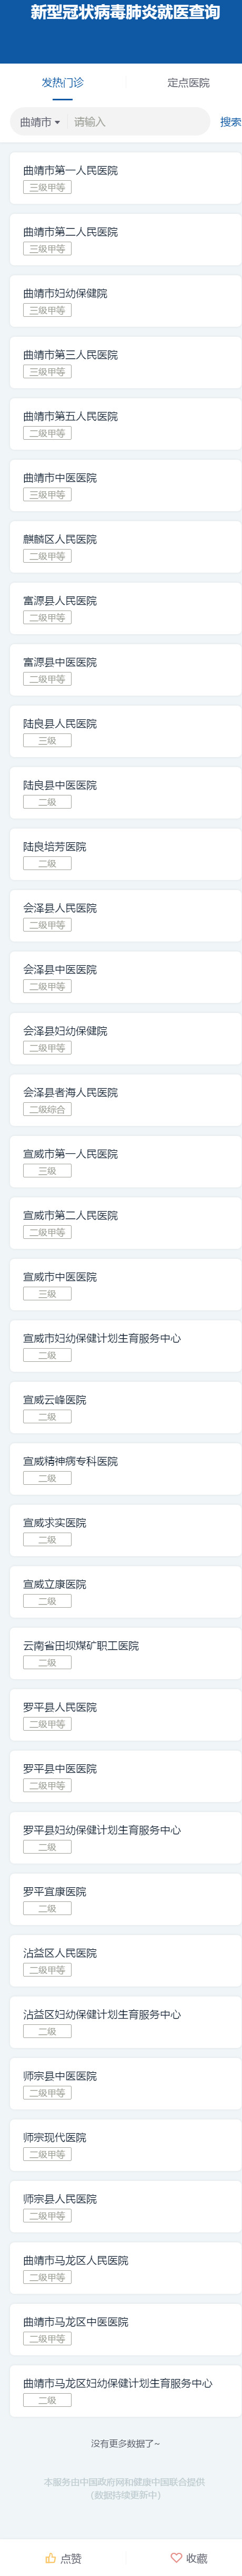 新型冠状病毒肺炎就医查询
发热门诊 定点医院
曲靖市 请输入 搜索
曲靖市第一人民医院
三级甲等
曲靖市第二人民医院
三级甲等
曲靖市妇幼保健院
三级甲等
曲靖市第三人民医院
三级甲等
曲靖市第五人民医院
二级甲等
曲靖市中医医院
三级甲等
麒麟区人民医院
二级甲等
富源县人民医院
二级甲等
富源县中医医院
二级甲等
陆良县人民医院
三级
陆良县中医医院
二级
陆良培芳医院
二级
会泽县人民医院
二级甲等
会泽县中医医院
二级甲等
会泽县妇幼保健院
二级甲等
会泽县者海人民医院
二级综合
宣威市第一人民医院
三级
宣威市第二人民医院
二级甲等
宣威市中医医院
三级
宣威市妇幼保健计划生育服务中心
二级
宣威云峰医院
二级
宣威精神病专科医院
二级
宣威求实医院
二级
宣威立康医院
二级
云南省田坝煤矿职工医院
二级
罗平县人民医院
二级甲等
罗平县中医医院
二级甲等
罗平县妇幼保健计划生育服务中心
二级
罗平宜康医院
二级
沾益区人民医院
二级甲等
沾益区妇幼保健计划生育服务中心
二级
师宗县中医医院
二级甲等
师宗现代医院
二级甲等
师宗县人民医院
二级甲等
曲靖市马龙区人民医院
二级甲等
曲靖市马龙区中医医院
二级甲等
曲靖市马龙区妇幼保健计划生育服务中心
二级
没有更多数据了~
本服务由中国政府网和健康中国联合提供
（数据持续更新中）
点赞 收藏